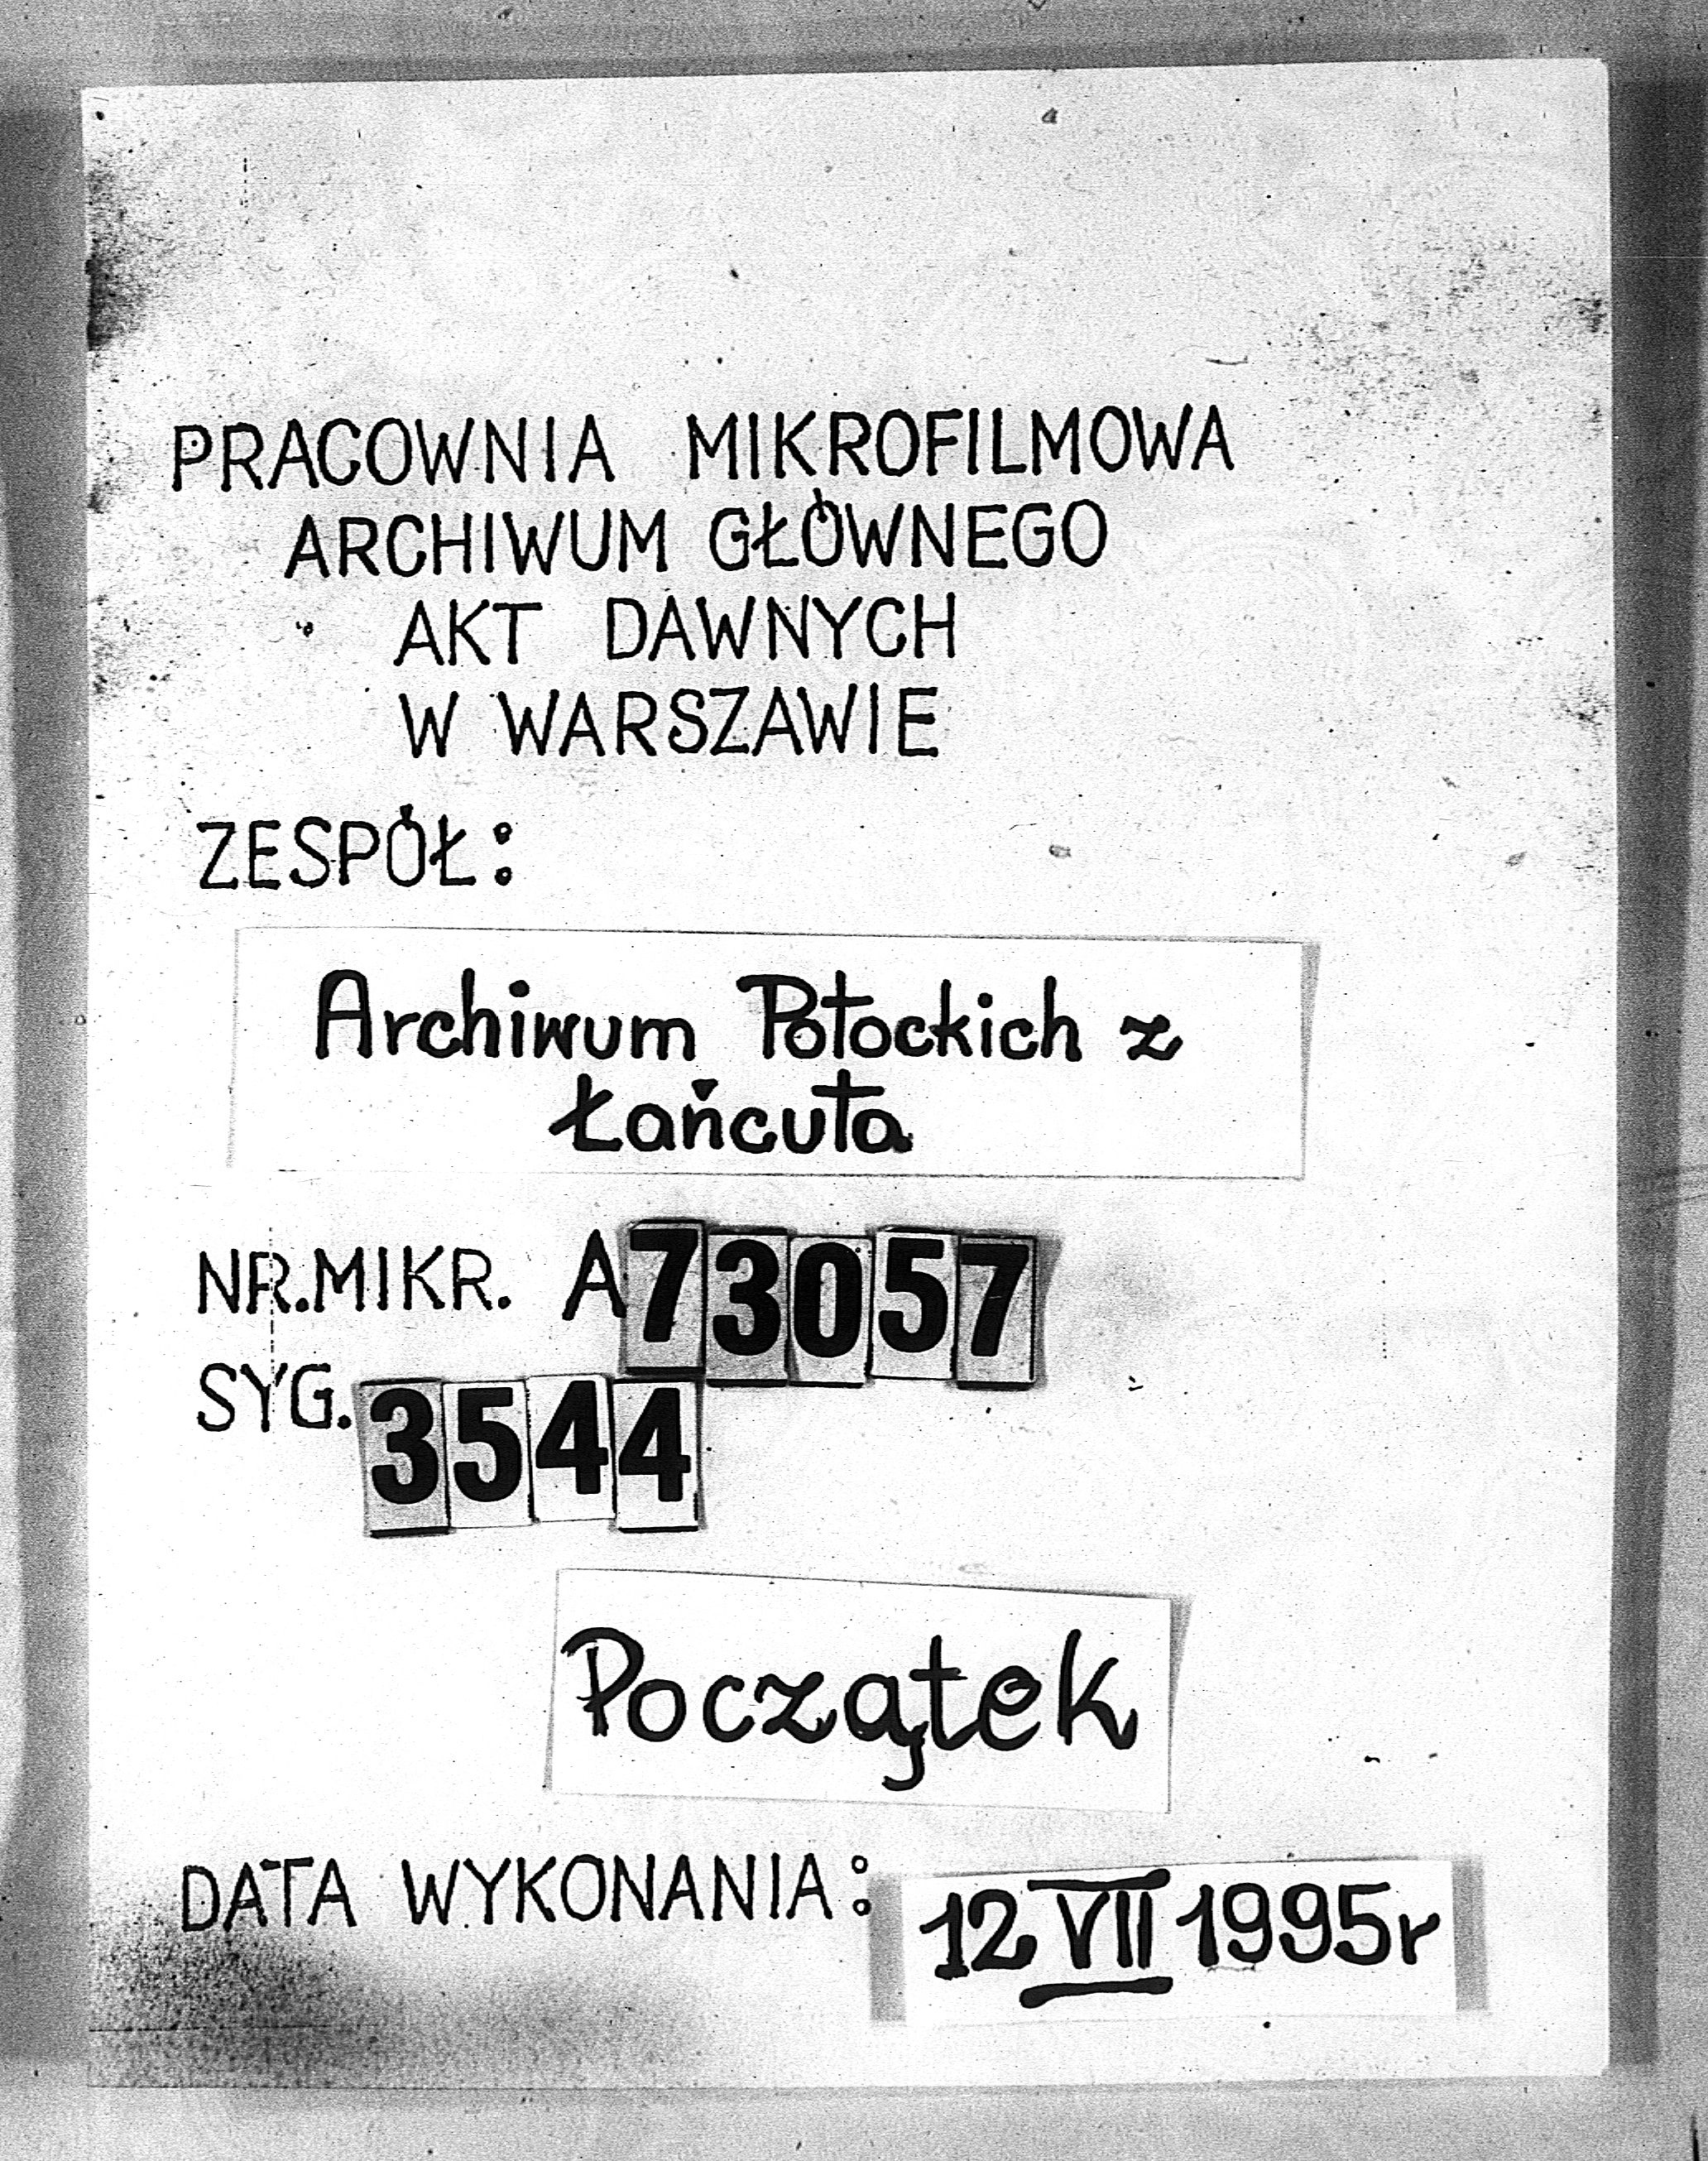 PRACOWNIA MIKROFILMOWA
ARCHIWUM GŁÓWNEGO
AKT DAWNYCH
W WARSZAWIE
ZESPÓŁ:
Archiwum Potockich z
Łańcuta
NR.MIKR. A73057
SYG. 3544
Początek
DATA WYKONANIA: 12 VII 1995r